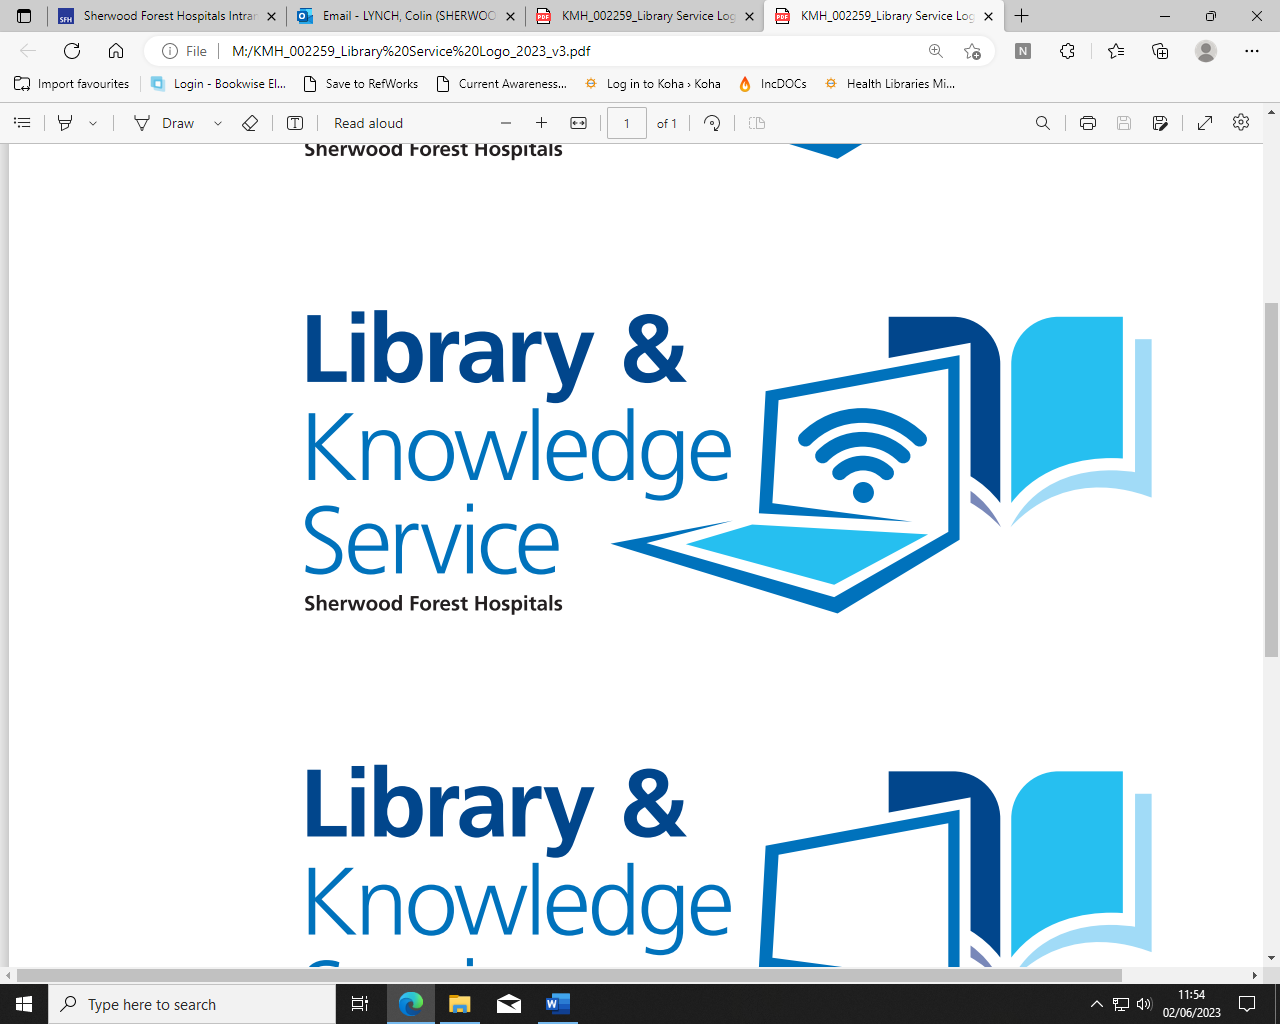 Sherwood Forest Hospitals Intran
Email - LYNCH, Colin (SHERWOO
KMH_002259_Library Service Log
KMH_002259_Library Service Log
File
M:/KMH_002259_Library%20Service%20Logo_2023_v3.pdf
N
Import favourites
Login - Bookwise El...
Save to RefWorks
Current Awareness...
Log in to Koha › Koha
IncDOCs
Health Libraries Mi...
Draw
Read aloud
1 of 1
Sherwood Forest Hospitals
Library &
Knowledge
Service
Sherwood Forest Hospitals
Library &
Knowledge
Type here to search
11:54
02/06/2023